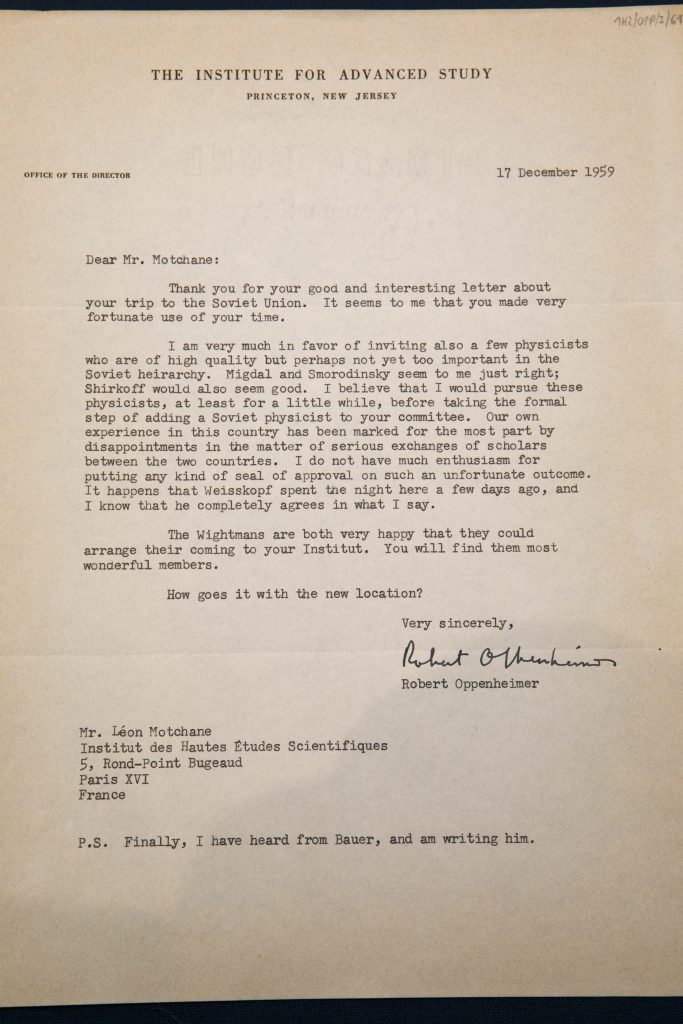 THE INSTITUTE FOR ADVANCED STUDY
PRINCETON, NEW JERSEY
OFFICE OF THE DIRECTOR
17 December 1959
Dear Mr. Motchane:
Thank you for your good and interesting letter about
your trip to the Soviet Union. It seems to me that you made very
fortunate use of your time.
I am very much in favor of inviting also a few physicists
who are of high quality but perhaps not yet too important in the
Soviet heirarchy. Migdal and Smorodinsky seem to me just right;
Shirkoff would also seem good. I believe that I would pursue these
physicists, at least for a little while, before taking the formal
step of adding a Soviet physicist to your committee. Our own
experience in this country has been marked for the most part by
disappointments in the matter of serious exchanges of scholars
between the two countries. I do not have much enthusiasm for
putting any kind of seal of approval on such an unfortunate outcome.
It happens that Weisskopf spent the night here a few days ago, and
I know that he completely agrees in what I say.
The Wightmans are both very happy that they could
arrange their coming to your Institut. You will find them most
wonderful members.
How goes it with the new location?
Very sincerely,
Robert Oppenheimer
Robert Oppenheimer
Mr. Léon Motchane
Institut des Hautes Études Scientifiques
5, Rond-Point Bugeaud
Paris XVI
France
P.S. Finally, I have heard from Bauer, and am writing him.